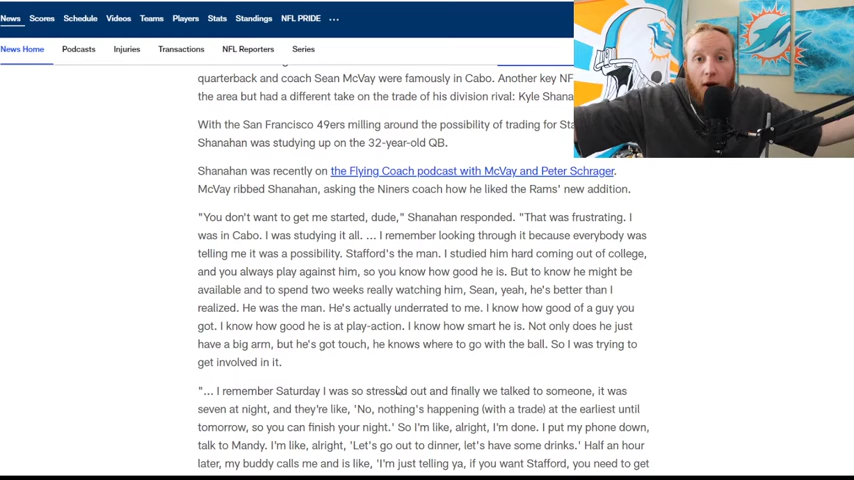 News Scores Schedule Videos Teams Players Stats Standings NFL PRIDE ...
News Home Podcasts Injuries Transactions NFL Reporters Series
quarterback and coach Sean McVay were famously in Cabo. Another key NF
the area but had a different take on the trade of his division rival: Kyle Shana
With the San Francisco 49ers milling around the possibility of trading for Sta
Shanahan was studying up on the 32-year-old QB.
Shanahan was recently on the Flying Coach podcast with McVay and Peter Schrager.
McVay ribbed Shanahan, asking the Niners coach how he liked the Rams' new addition.
"You don't want to get me started, dude," Shanahan responded. "That was frustrating. I
was in Cabo. I was studying it all. ... I remember looking through it because everybody was
telling me it was a possibility. Stafford's the man. I studied him hard coming out of college,
and you always play against him, so you know how good he is. But to know he might be
available and to spend two weeks really watching him, Sean, yeah, he's better than I
realized. He was the man. He's actually underrated to me. I know how good of a guy you
got. I know how good he is at play-action. I know how smart he is. Not only does he just
have a big arm, but he's got touch, he knows where to go with the ball. So I was trying to
get involved in it.
"... I remember Saturday I was so stressed out and finally we talked to someone, it was
seven at night, and they're like, 'No, nothing's happening (with a trade) at the earliest until
tomorrow, so you can finish your night.' So I'm like, alright, I'm done. I put my phone down,
talk to Mandy. I'm like, alright, 'Let's go out to dinner, let's have some drinks.' Half an hour
later, my buddy calls me and is like, 'I'm just telling ya, if you want Stafford, you need to get